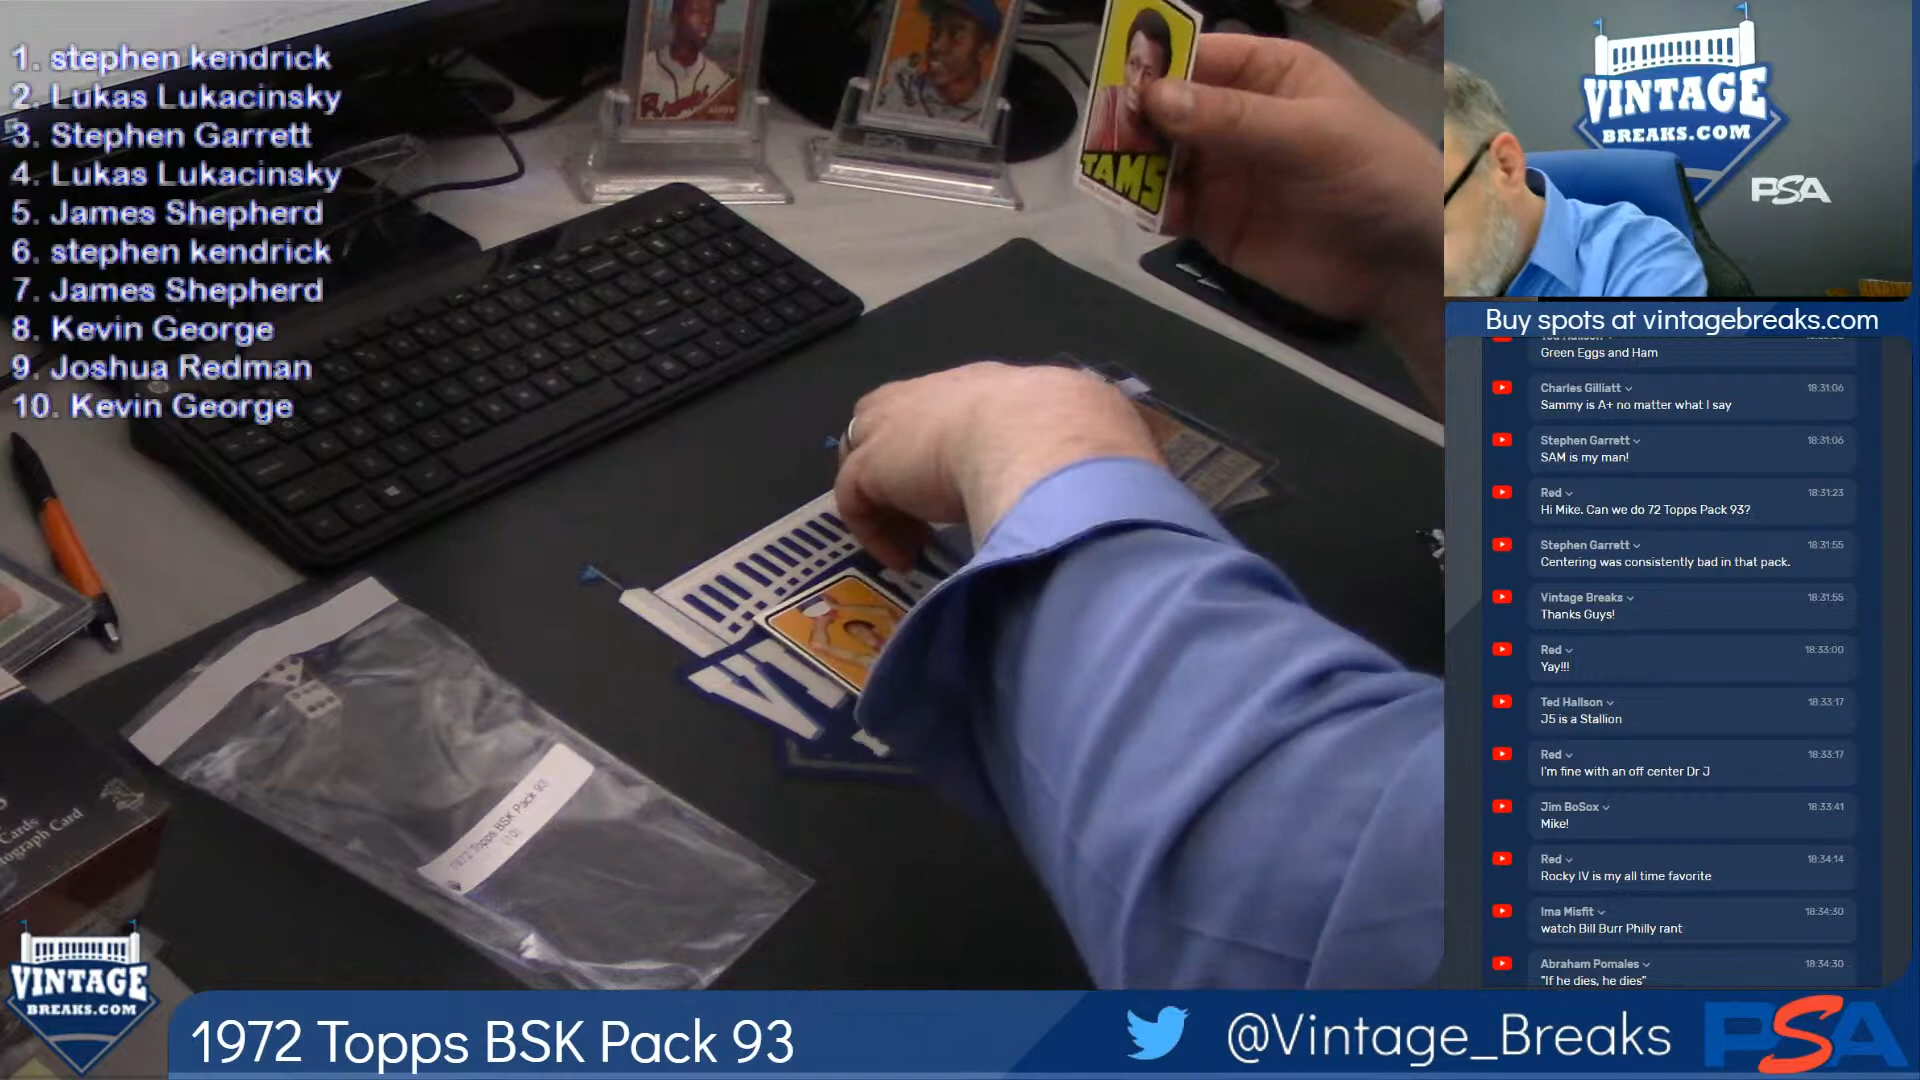 1. stephen kendrick
2. Lukas Lukacinsky
3. Stephen Garrett
4. Lukas Lukacinsky
5. James Shepherd
6. stephen kendrick
7. James Shepherd
8. Kevin George
9. Joshua Redman
10. Kevin George
TAMS
1972 Topps BSK Pack 93
(10)
Cards
ograph Card
VINTAGE
BREAKS.COM
1972 Topps BSK Pack 93
@Vintage_Breaks
PSA
VINTAGE
BREAKS.COM
PSA
Buy spots at vintagebreaks.com
Green Eggs and Ham
Charles Gilliatt 18:31:06
Sammy is A+ no matter what I say
Stephen Garrett 18:31:06
SAM is my man!
Red 18:31:23
Hi Mike. Can we do 72 Topps Pack 93?
Stephen Garrett 18:31:55
Centering was consistently bad in that pack.
Vintage Breaks 18:31:55
Thanks Guys!
Red 18:33:00
Yay!!!
Ted Hallson 18:33:17
J5 is a Stallion
Red 18:33:17
I'm fine with an off center Dr J
Jim BoSox 18:33:41
Mike!
Red 18:34:14
Rocky IV is my all time favorite
Ima Misfit 18:34:30
watch Bill Burr Philly rant
Abraham Pomales 18:34:30
"If he dies, he dies"